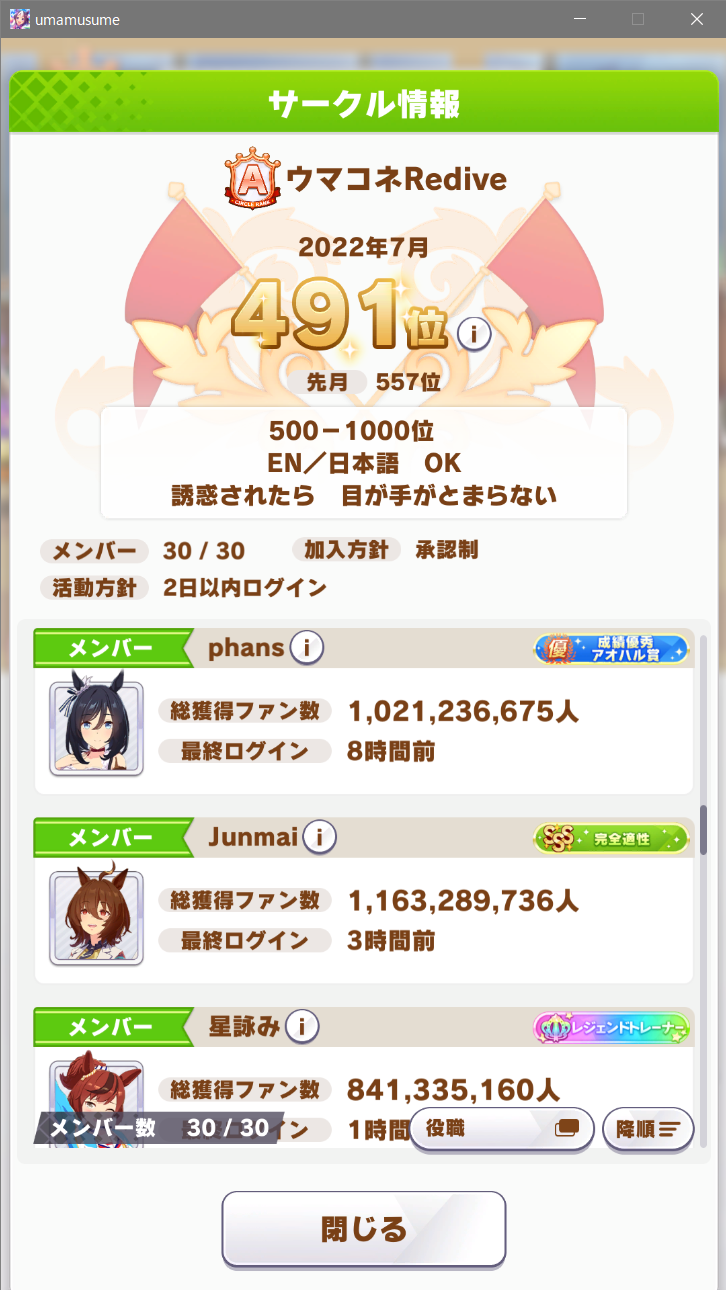 umamusume
サークル情報
A
CIRCLE RANK
ウマコネRedive
2022年7月
491位 i
先月 557位
500－1000位
EN／日本語　OK
誘惑されたら　目が手がとまらない
メンバー 30 / 30 加入方針 承認制
活動方針 2日以内ログイン
メンバー phans i 優 成績優秀
アオハル賞
総獲得ファン数 1,021,236,675人
最終ログイン 8時間前
メンバー Junmai i SSS 完全適性
総獲得ファン数 1,163,289,736人
最終ログイン 3時間前
メンバー 星詠み i レジェンドトレーナー
総獲得ファン数 841,335,160人
メンバー数 30 / 30 イン 1時間 役職 降順
閉じる